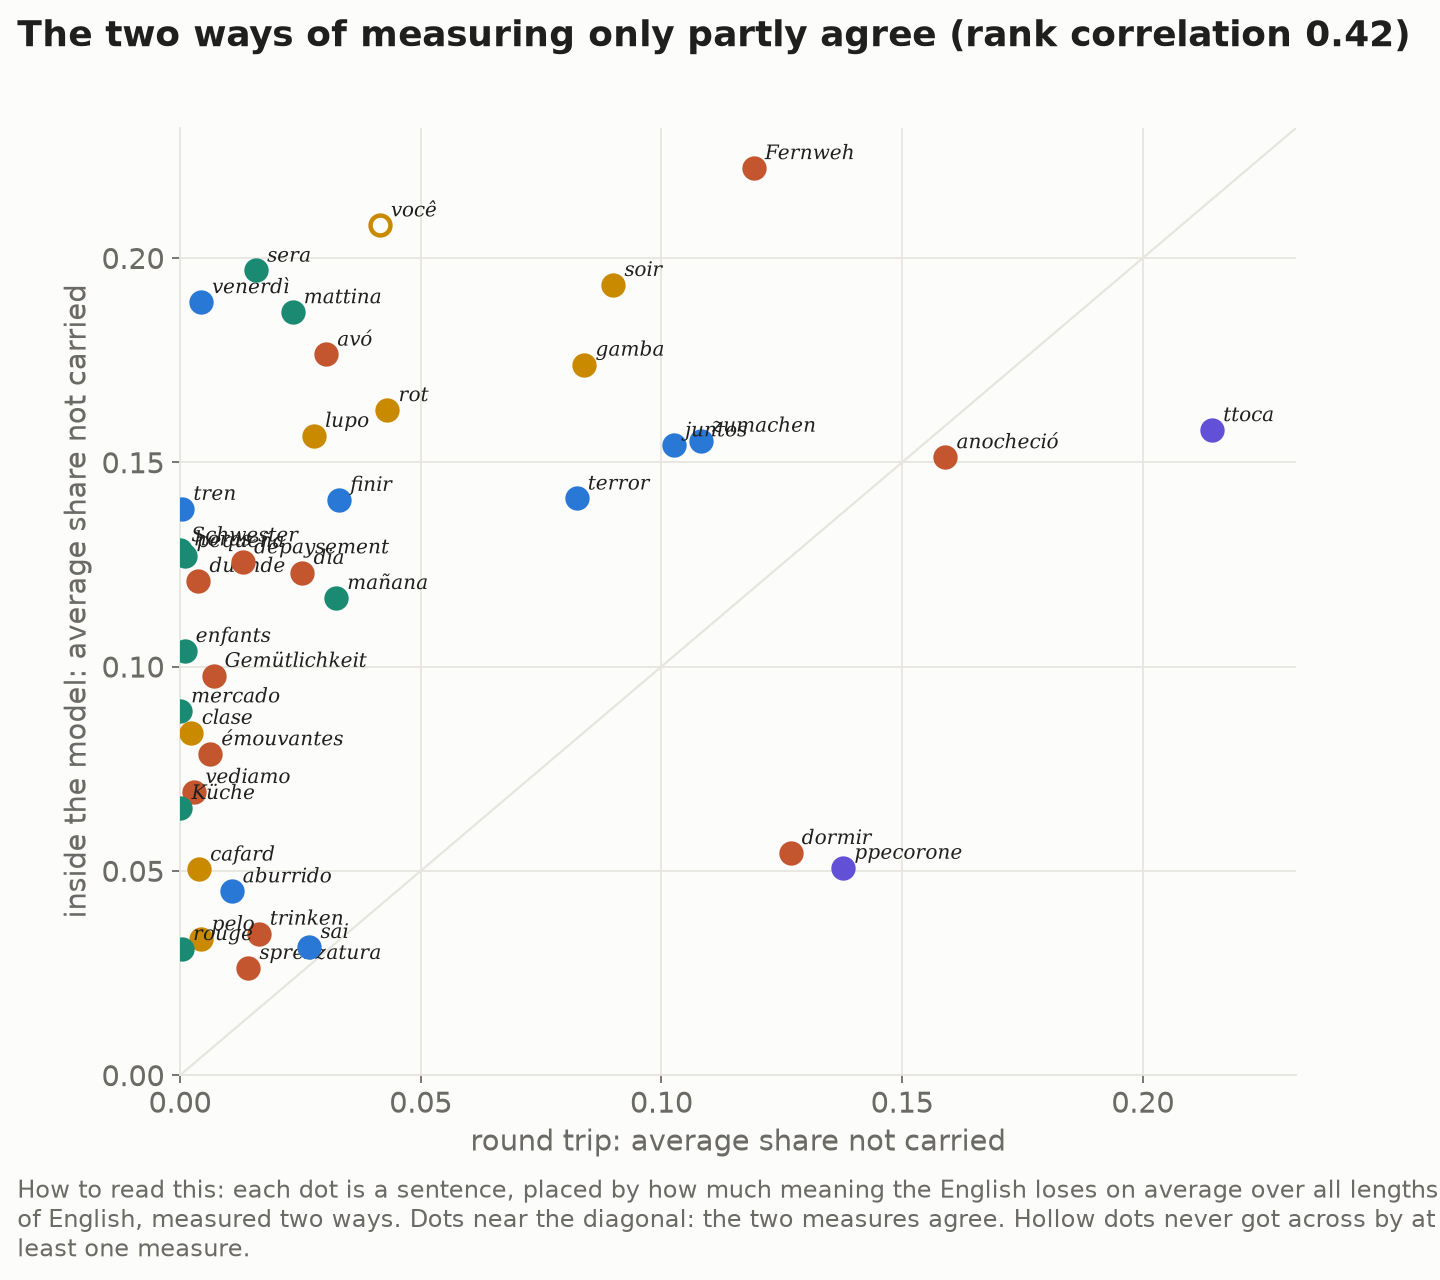 The two ways of measuring only partly agree (rank correlation 0.42)
Fernweh
você
sera
soir
venerdì
mattina
avó
gamba
rot
lupo
ttoca
juntos
zumachen
anocheció
finir
terror
tren
Schwester
pequeña
dépaysement
día
duende
mañana
enfants
Gemütlichkeit
mercado
clase
émouvantes
vediamo
Küche
dormir
ppecorone
cafard
aburrido
pelo
trinken
rouge
sai
sprezzatura
0.20
0.15
0.10
0.05
0.00
0.00 0.05 0.10 0.15 0.20
inside the model: average share not carried
round trip: average share not carried
How to read this: each dot is a sentence, placed by how much meaning the English loses on average over all lengths
of English, measured two ways. Dots near the diagonal: the two measures agree. Hollow dots never got across by at
least one measure.